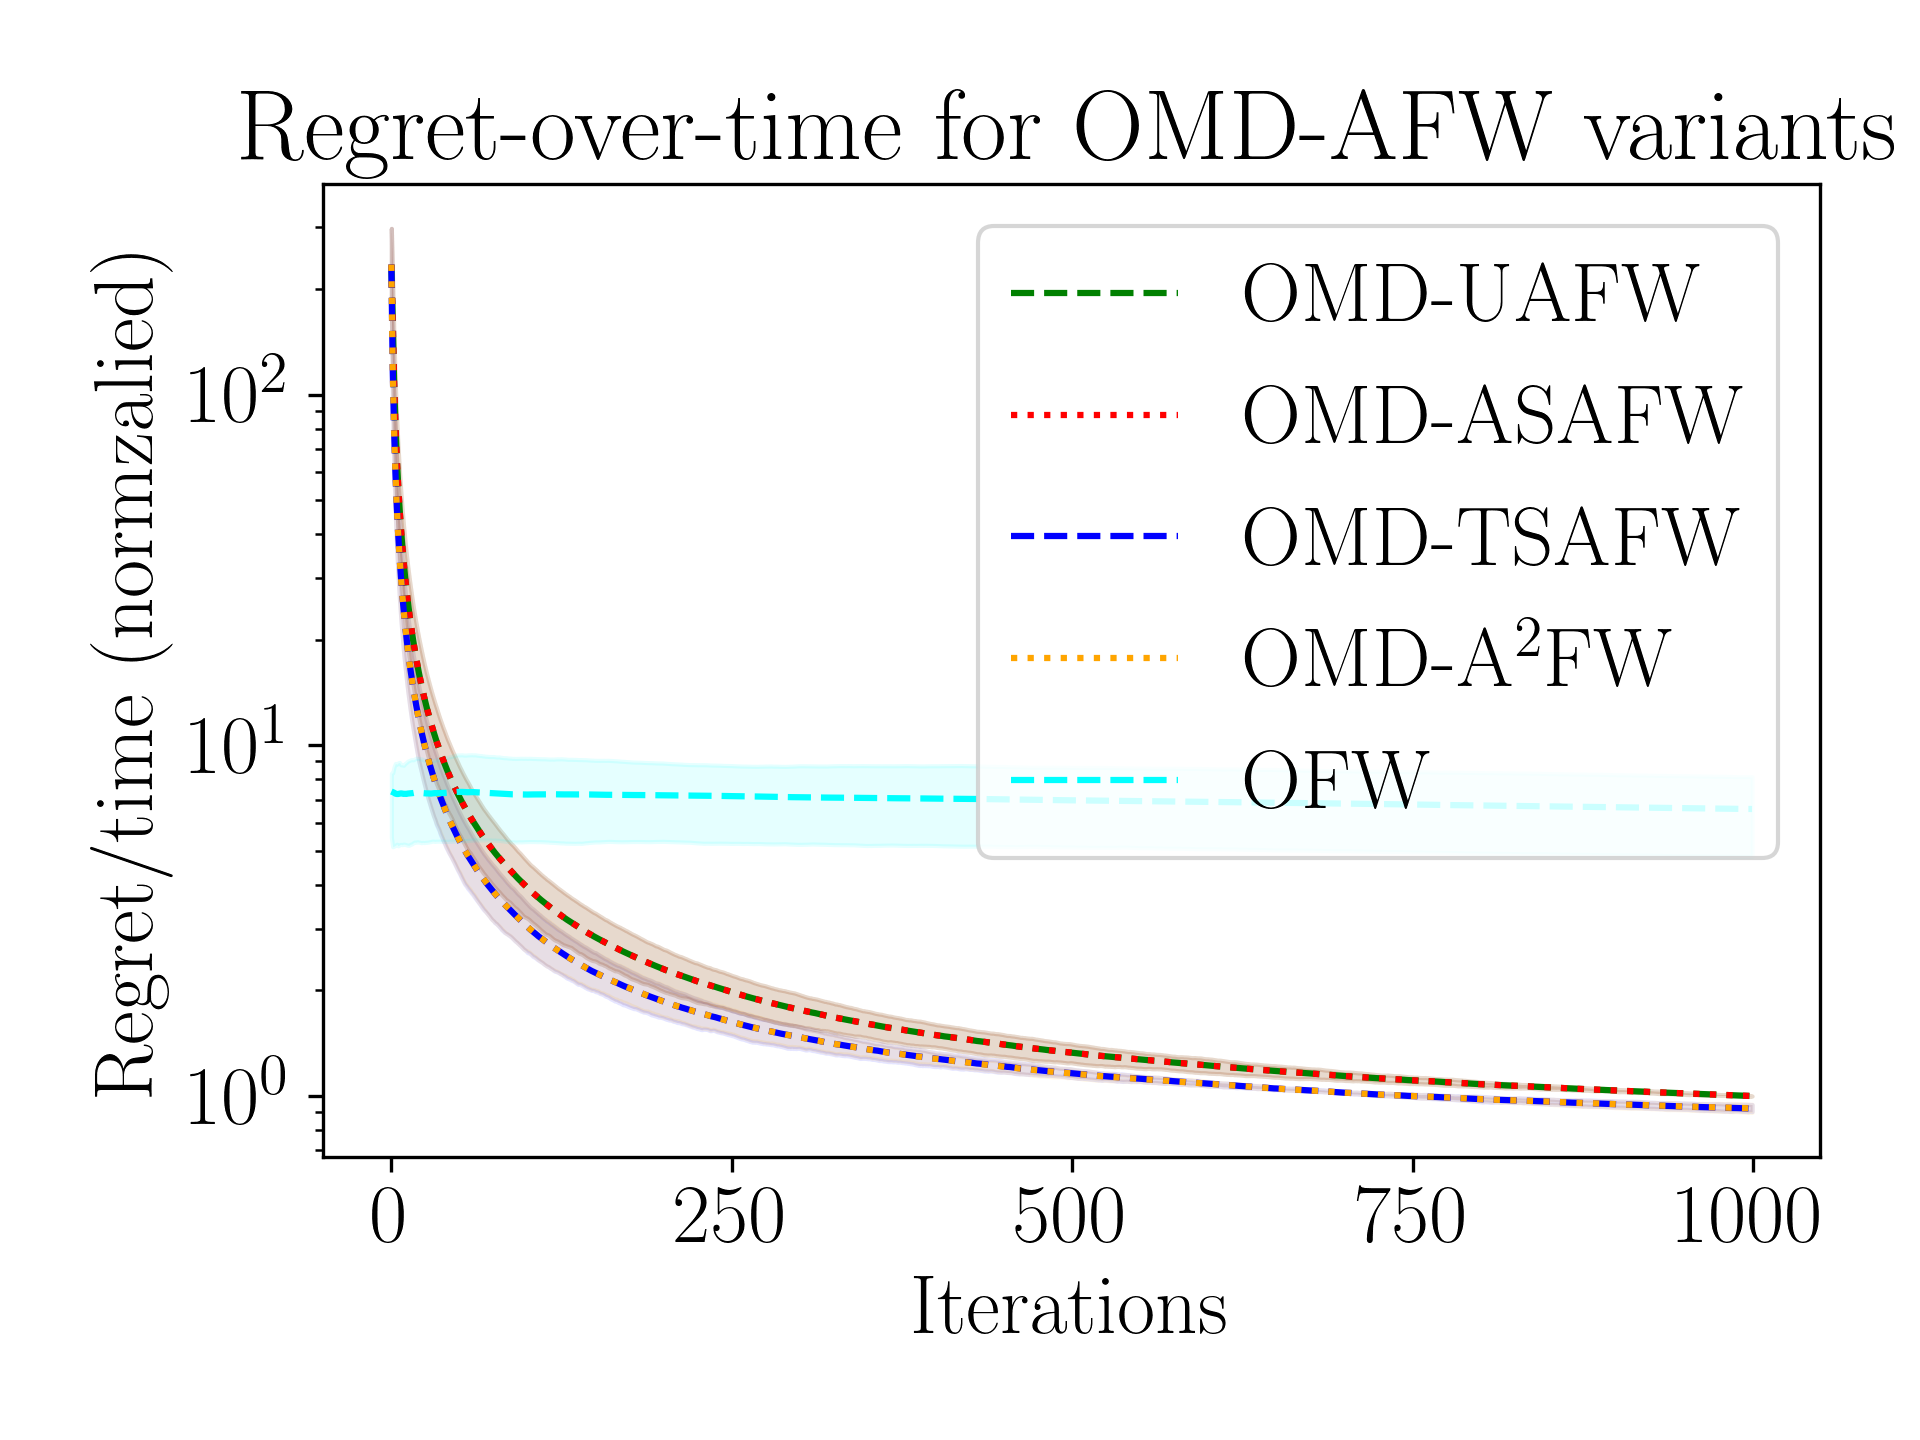 Regret-over-time for OMD-AFW variants
Regret/time (normzalied)
10²
10¹
10⁰
OMD-UAFW
OMD-ASAFW
OMD-TSAFW
OMD-A²FW
OFW
0 250 500 750 1000
Iterations